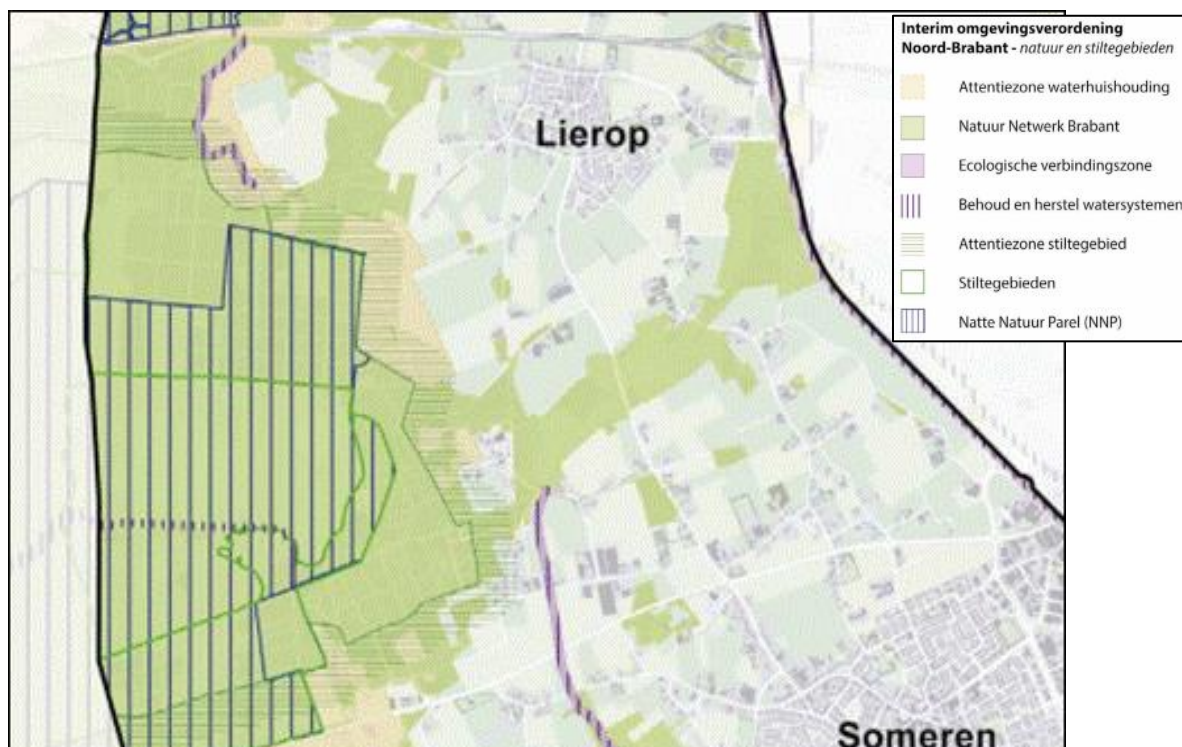 Interim omgevingsverordening
Noord-Brabant - natuur en stiltegebieden
Attentiezone waterhuishouding
Natuur Netwerk Brabant
Ecologische verbindingszone
Behoud en herstel watersystemen
Attentiezone stiltegebied
Stiltegebieden
Natte Natuur Parel (NNP)
Lierop
Someren